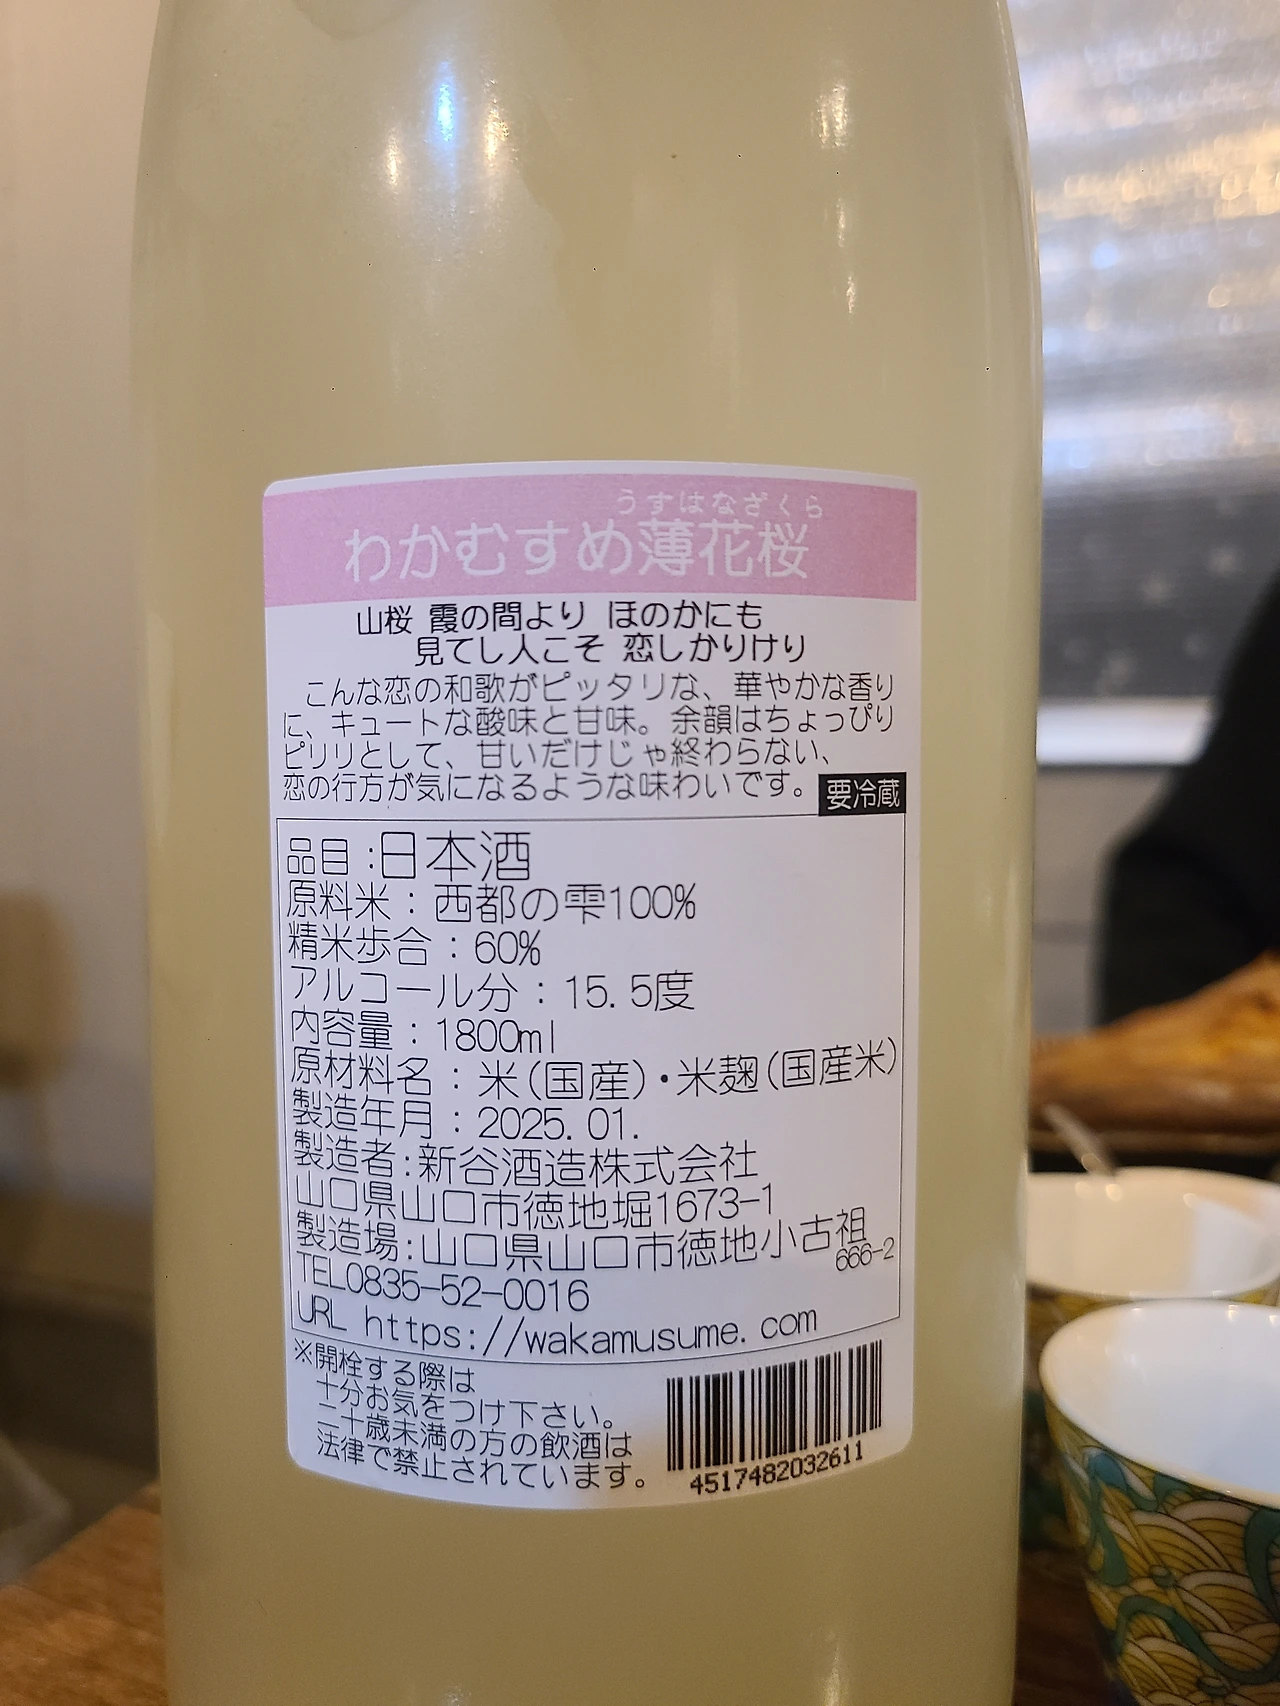 うすはなざくら
わかむすめ薄花桜
山桜 霞の間より ほのかにも
見てし人こそ 恋しかりけり
こんな恋の和歌がピッタリな、華やかな香り
に、キュートな酸味と甘味。余韻はちょっぴり
ピリリとして、甘いだけじゃ終わらない、
恋の行方が気になるような味わいです。
要冷蔵
品目:日本酒
原料米：西都の雫100%
精米歩合：60%
アルコール分：15.5度
内容量：1800ml
原材料名：米(国産)・米麹(国産米)
製造年月：2025.01.
製造者:新谷酒造株式会社
山口県山口市徳地堀1673-1
製造場:山口県山口市徳地小古祖
666-2
TEL0835-52-0016
URL https://wakamusume.com
※開栓する際は
十分お気をつけ下さい。
二十歳未満の方の飲酒は
法律で禁止されています。
4517482032611